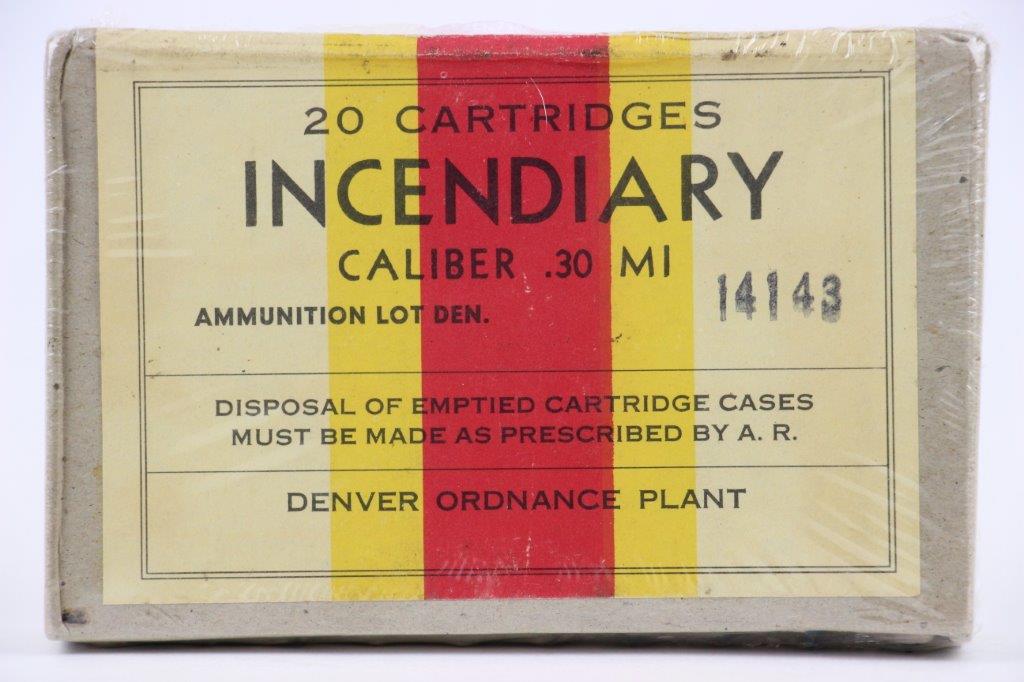 20 CARTRIDGES
INCENDIARY
CALIBER .30 M1
AMMUNITION LOT DEN. 14143
DISPOSAL OF EMPTIED CARTRIDGE CASES
MUST BE MADE AS PRESCRIBED BY A. R.
DENVER ORDNANCE PLANT